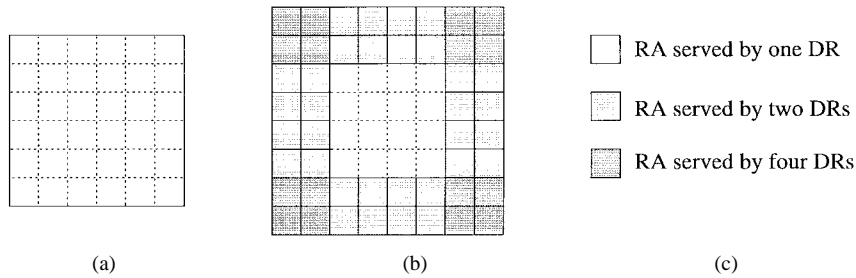 RA served by one DR
RA served by two DRs
RA served by four DRs
(a)
(b)
(c)